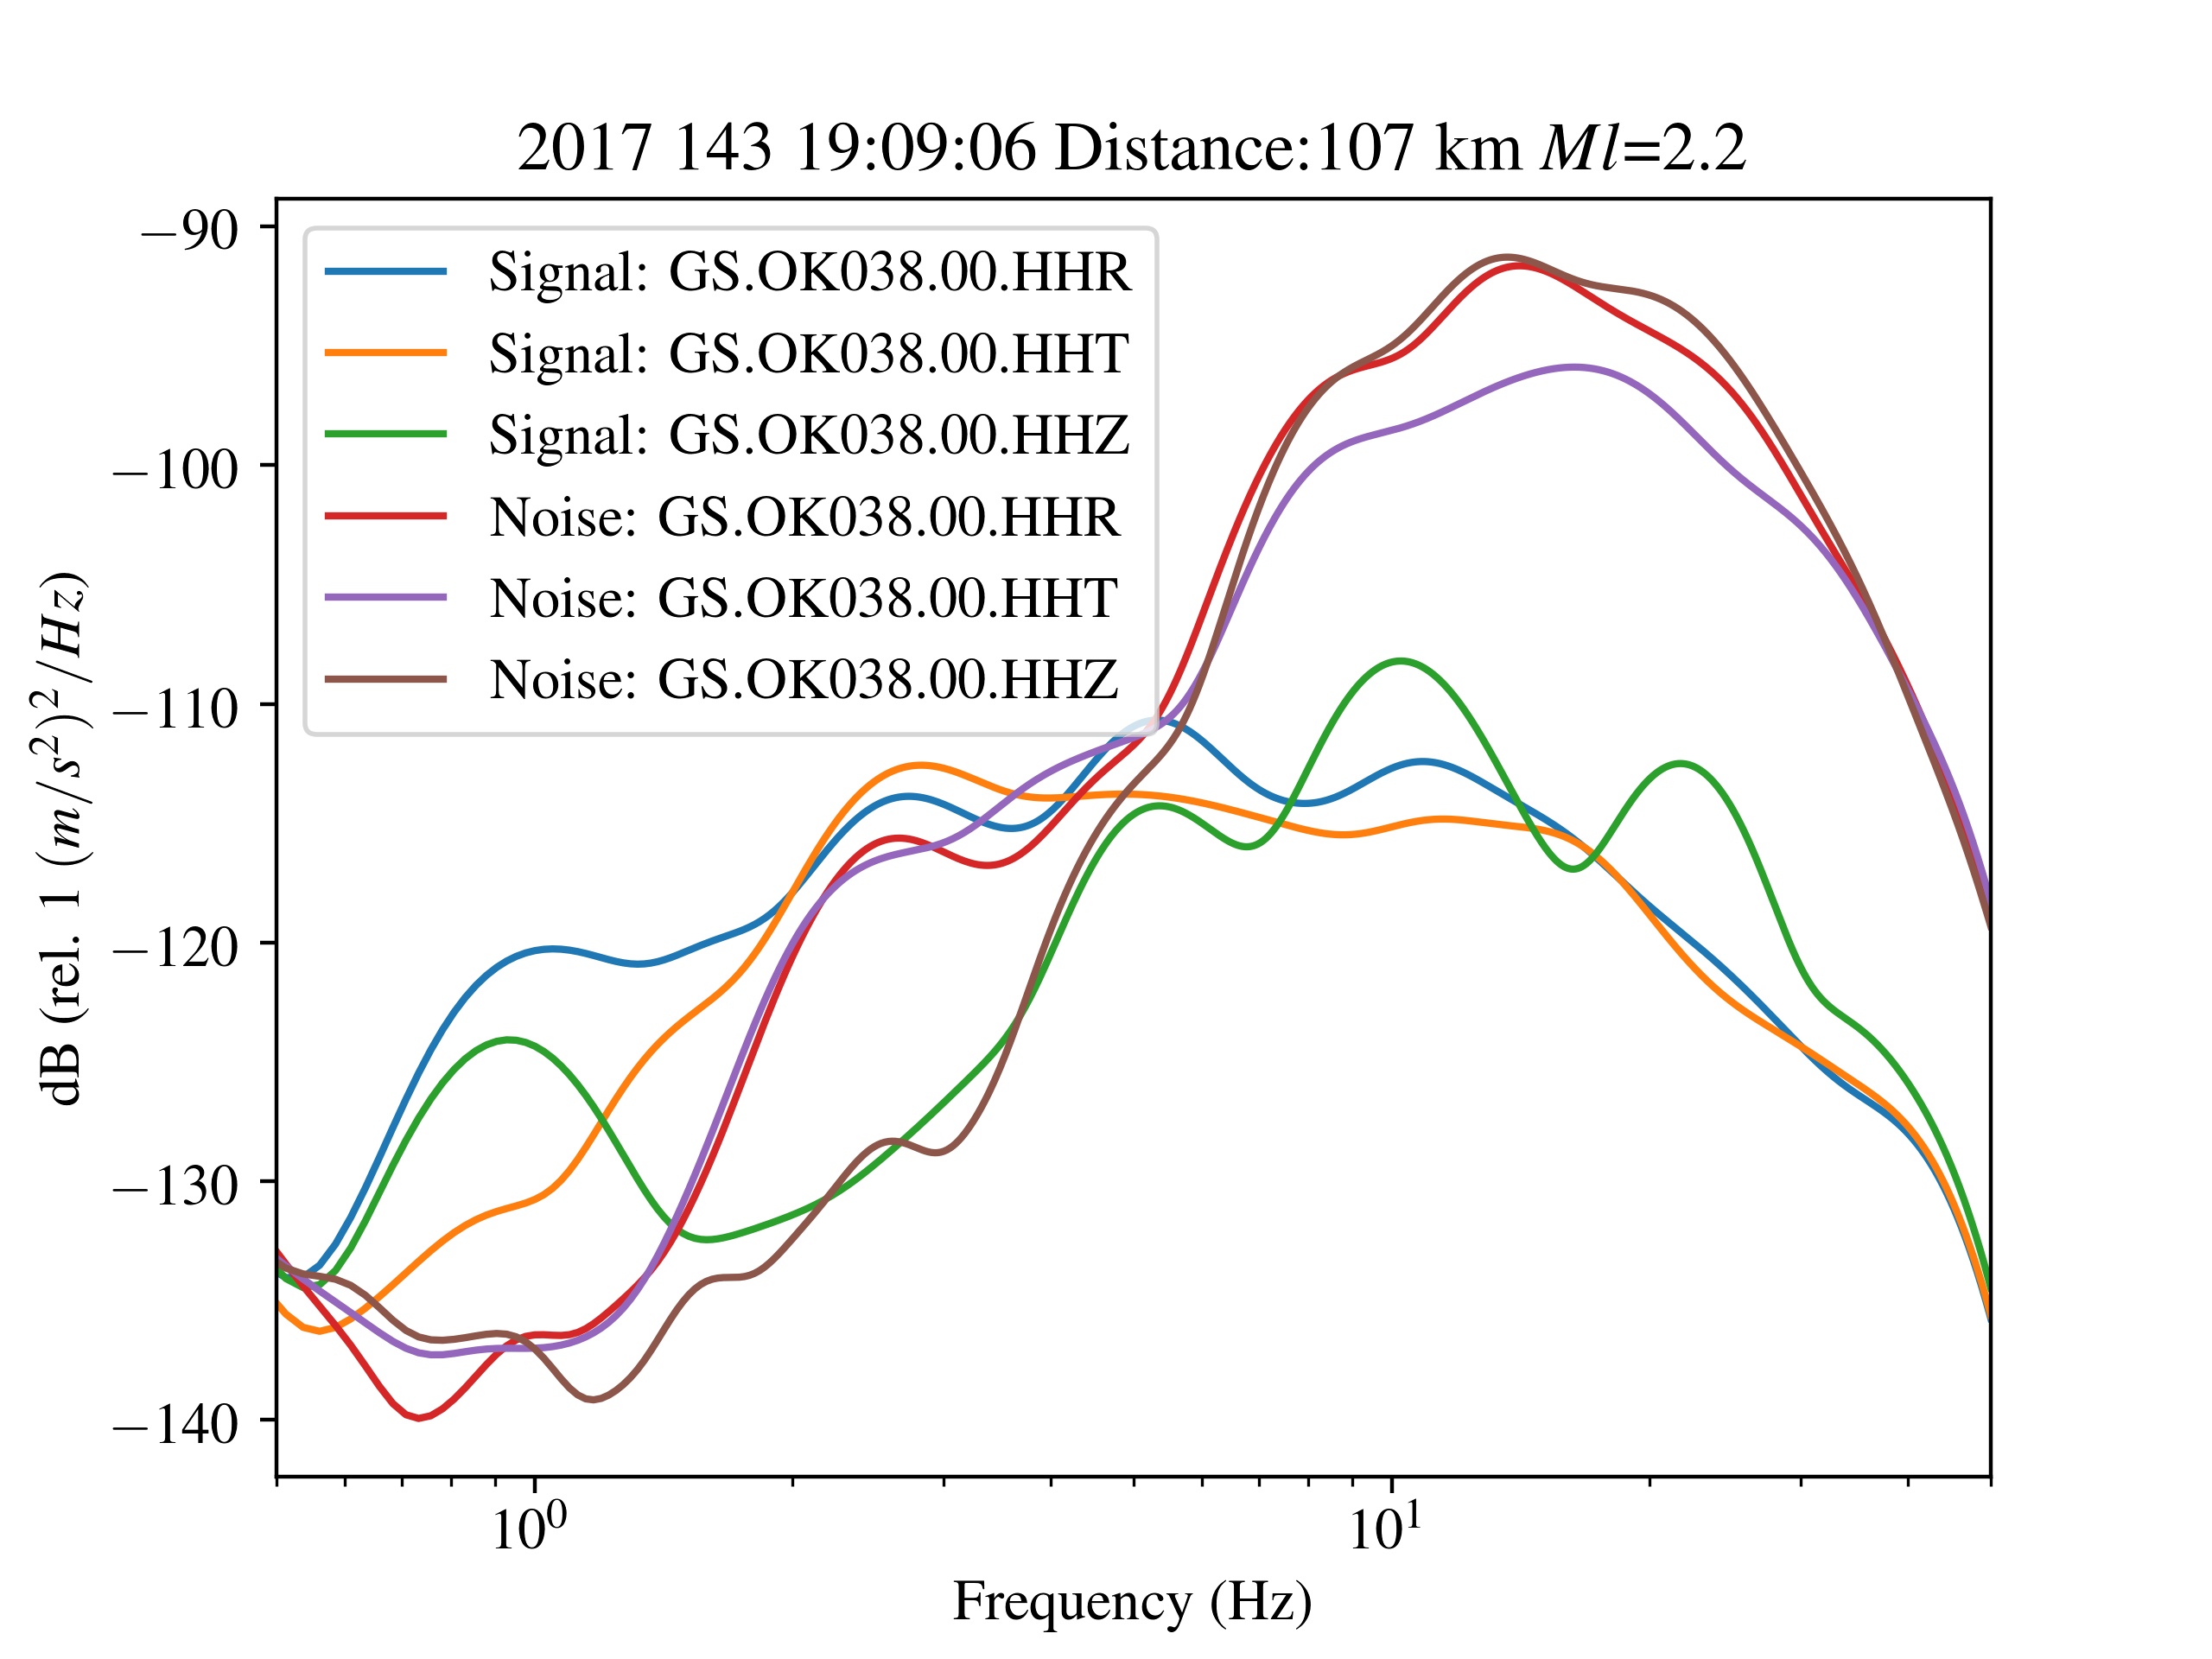 2017 143 19:09:06 Distance:107 km Ml=2.2
Signal: GS.OK038.00.HHR
Signal: GS.OK038.00.HHT
Signal: GS.OK038.00.HHZ
Noise: GS.OK038.00.HHR
Noise: GS.OK038.00.HHT
Noise: GS.OK038.00.HHZ
−90
−100
−110
−120
−130
−140
dB (rel. 1 (m/s²)²/Hz)
10⁰ 10¹
Frequency (Hz)